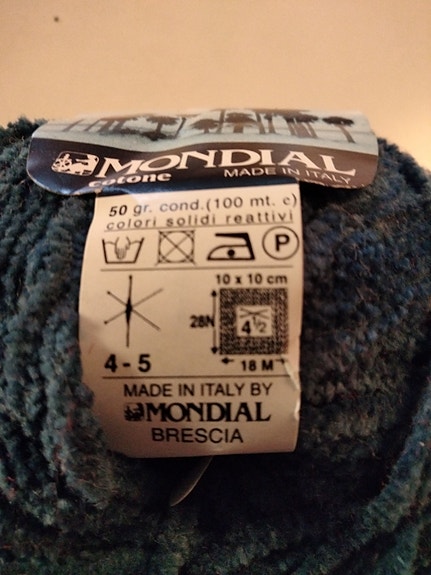 MONDIAL
cotone MADE IN ITALY
50 gr. cond. (100 mt. c)
colori solidi reattivi
P
10 x 10 cm
28N
4½
4 - 5
18 M
MADE IN ITALY BY
MONDIAL
BRESCIA